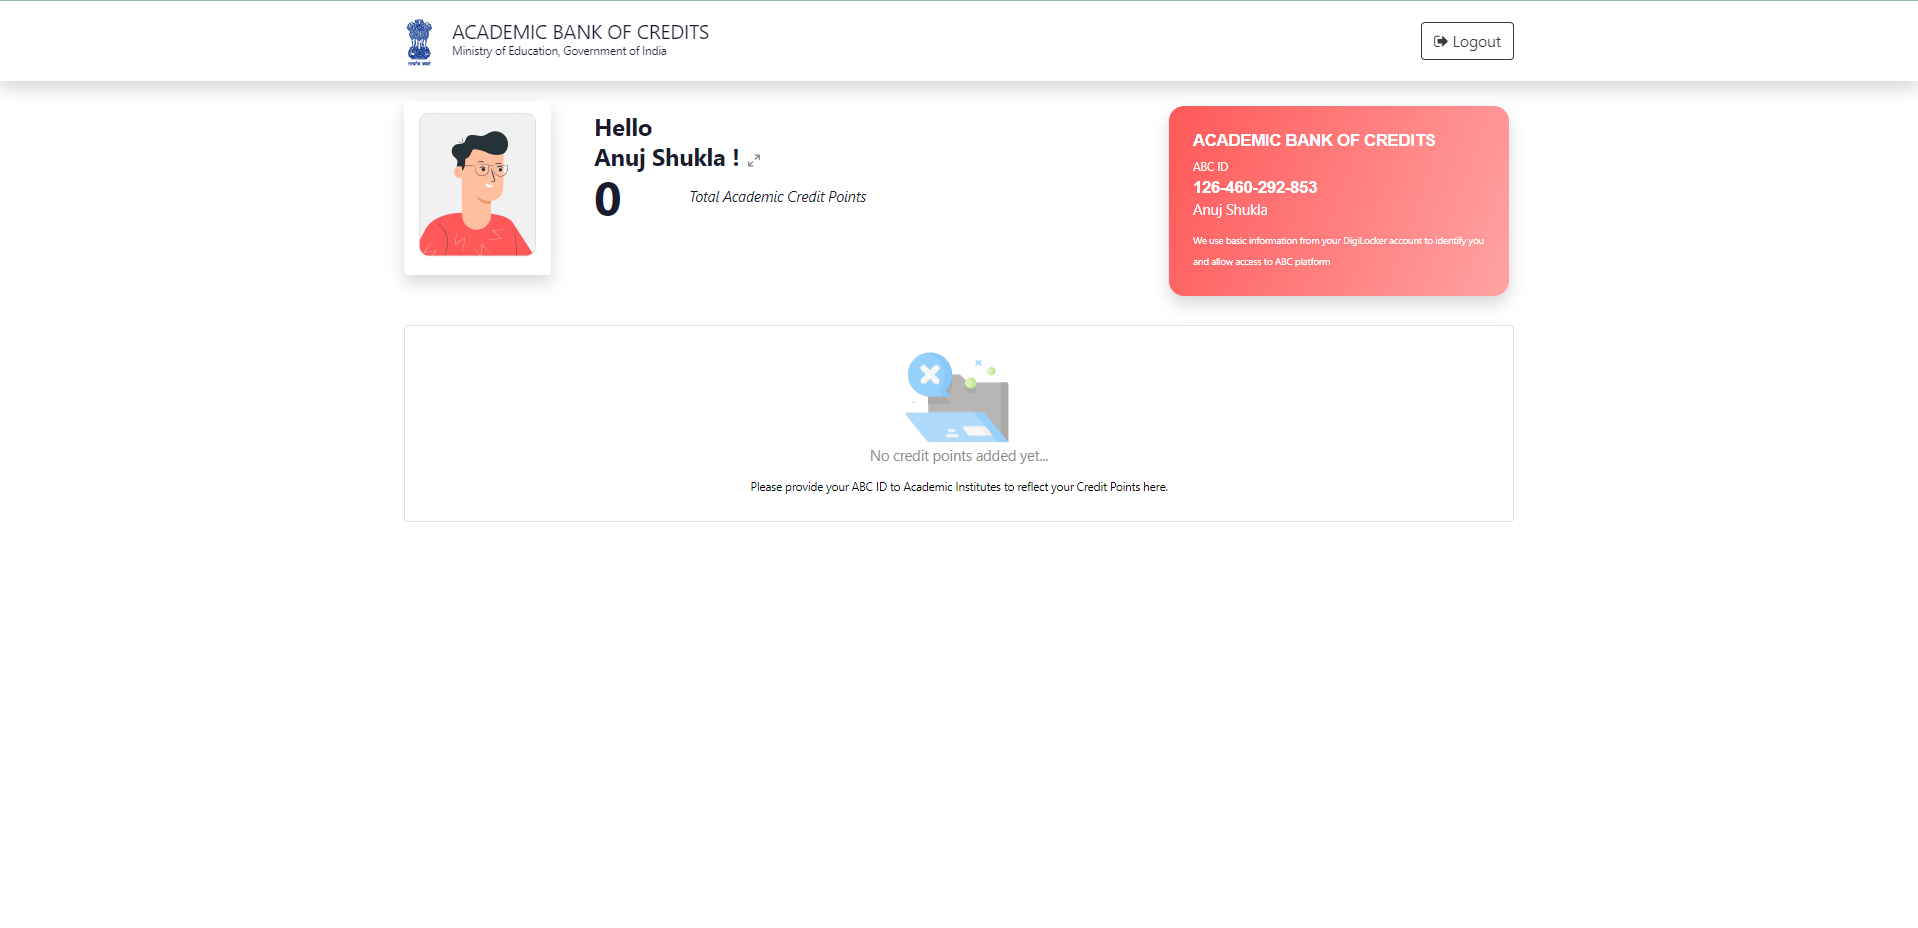 ACADEMIC BANK OF CREDITS
Ministry of Education, Government of India
Logout
Hello
Anuj Shukla !
0 Total Academic Credit Points
ACADEMIC BANK OF CREDITS
ABC ID
126-460-292-853
Anuj Shukla
We use basic information from your DigiLocker account to identify you
and allow access to ABC platform
No credit points added yet...
Please provide your ABC ID to Academic Institutes to reflect your Credit Points here.